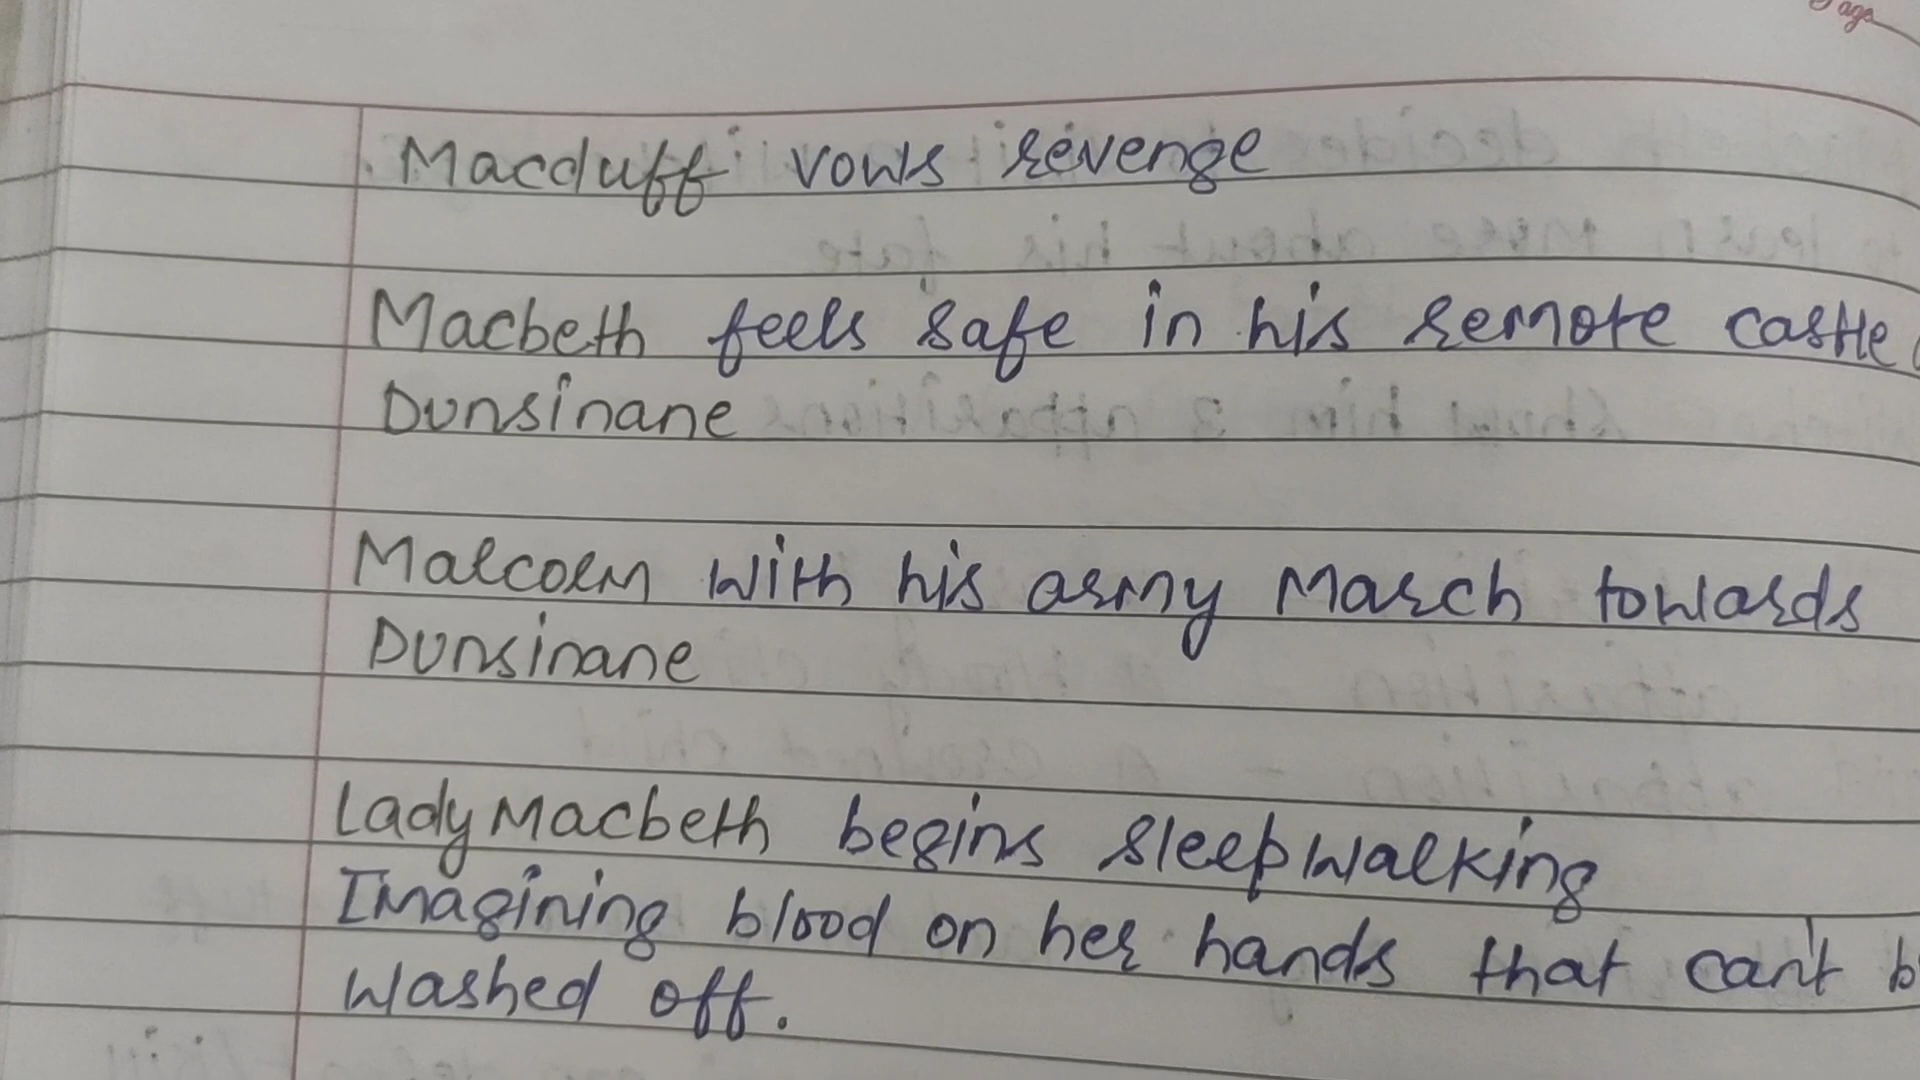 Page
Macduff vows revenge
Macbeth feels safe in his remote castle
Dunsinane
Malcolm with his army March towards
Dunsinane
Lady Macbeth begins sleepwalking
Imagining blood on her hands that can't b
washed off.